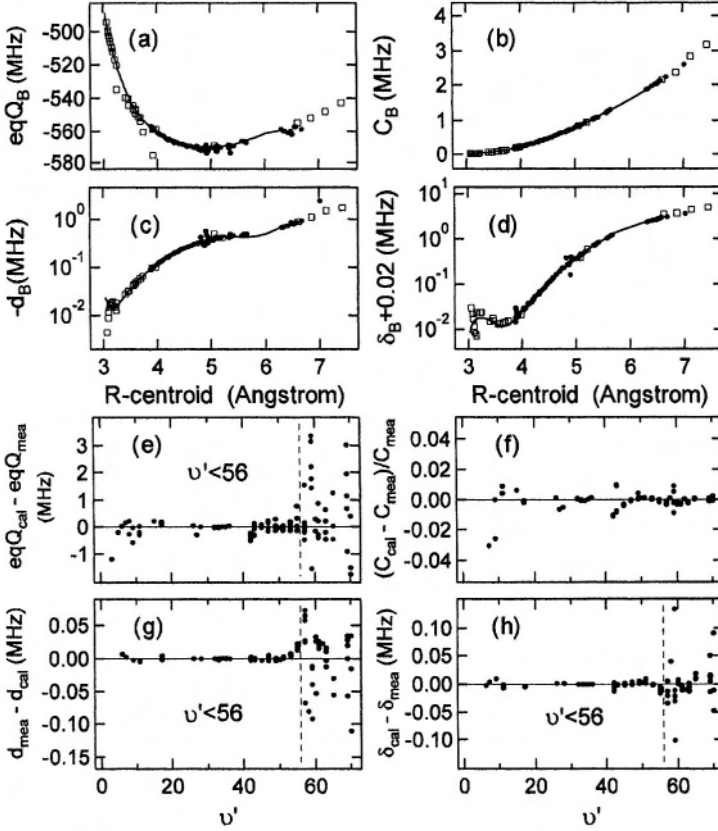 (a)
eqQ_B (MHz)
-500
-520
-540
-560
-580
(b)
C_B (MHz)
4
3
2
1
0
(c)
-d_B(MHz)
10^0
10^-1
10^-2
3 4 5 6 7
R-centroid (Angstrom)
(d)
δ_B+0.02 (MHz)
10^1
10^0
10^-1
10^-2
3 4 5 6 7
R-centroid (Angstrom)
(e)
υ'<56
eqQ_cal - eqQ_mea
(MHz)
3
2
1
0
-1
(f)
(C_cal - C_mea)/C_mea
0.04
0.02
0.00
-0.02
-0.04
(g)
υ'<56
d_mea - d_cal (MHz)
0.05
0.00
-0.05
-0.10
-0.15
0 20 40 60
υ'
(h)
υ'<56
δ_cal - δ_mea (MHz)
0.10
0.05
0.00
-0.05
-0.10
0 20 40 60
υ'